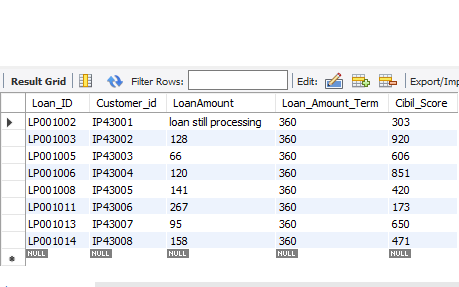 Result Grid Filter Rows: Edit: Export/Imp
Loan_ID Customer_id LoanAmount Loan_Amount_Term Cibil_Score
LP001002 IP43001 loan still processing 360 303
LP001003 IP43002 128 360 920
LP001005 IP43003 66 360 606
LP001006 IP43004 120 360 851
LP001008 IP43005 141 360 420
LP001011 IP43006 267 360 173
LP001013 IP43007 95 360 650
LP001014 IP43008 158 360 471
NULL NULL NULL NULL NULL